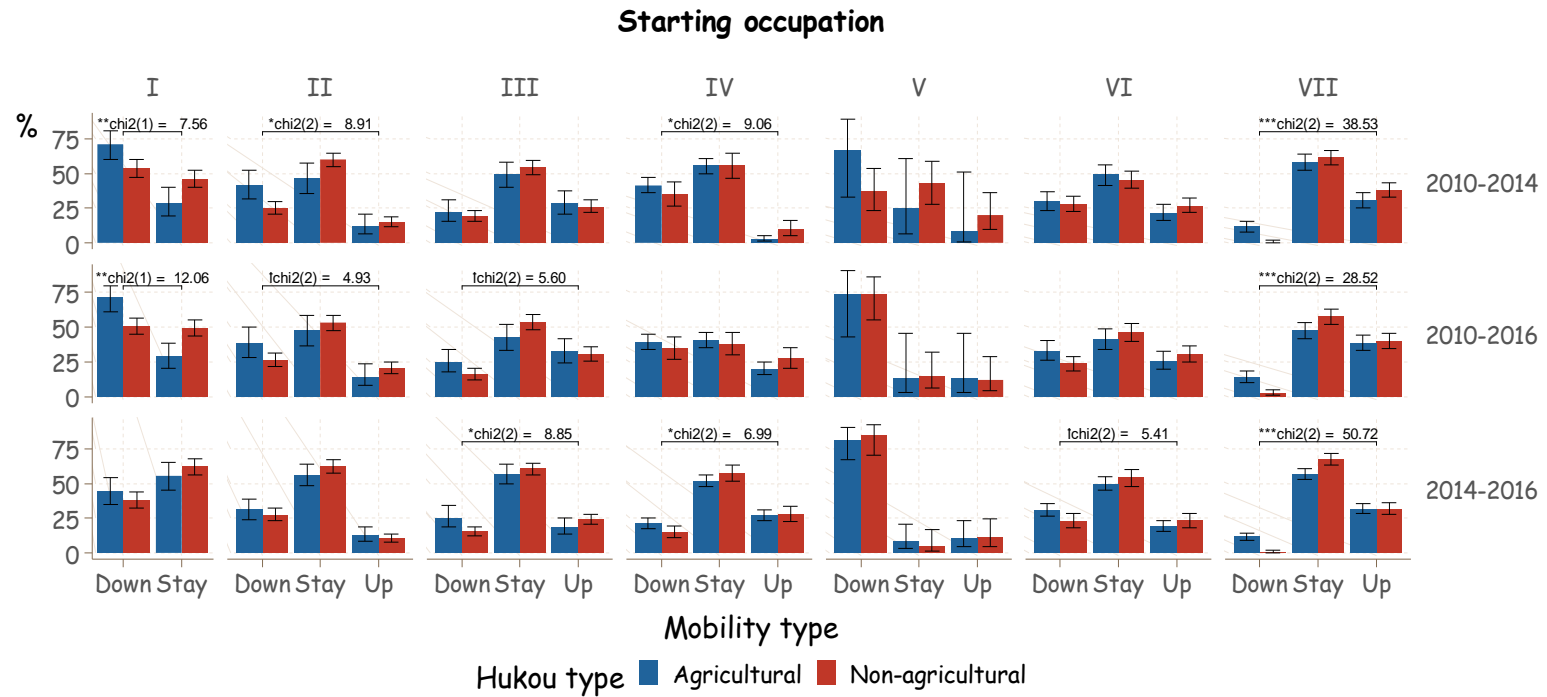 Starting occupation
I II III IV V VI VII
%
**chi2(1) = 7.56 *chi2(2) = 8.91 *chi2(2) = 9.06 ***chi2(2) = 38.53
75
50
25
0
2010-2014
**chi2(1) = 12.06 †chi2(2) = 4.93 †chi2(2) = 5.60 ***chi2(2) = 28.52
75
50
25
0
2010-2016
*chi2(2) = 8.85 *chi2(2) = 6.99 †chi2(2) = 5.41 ***chi2(2) = 50.72
75
50
25
0
2014-2016
Down Stay Down Stay Up Down Stay Up Down Stay Up Down Stay Up Down Stay Up Down Stay Up
Mobility type
Hukou type Agricultural Non-agricultural